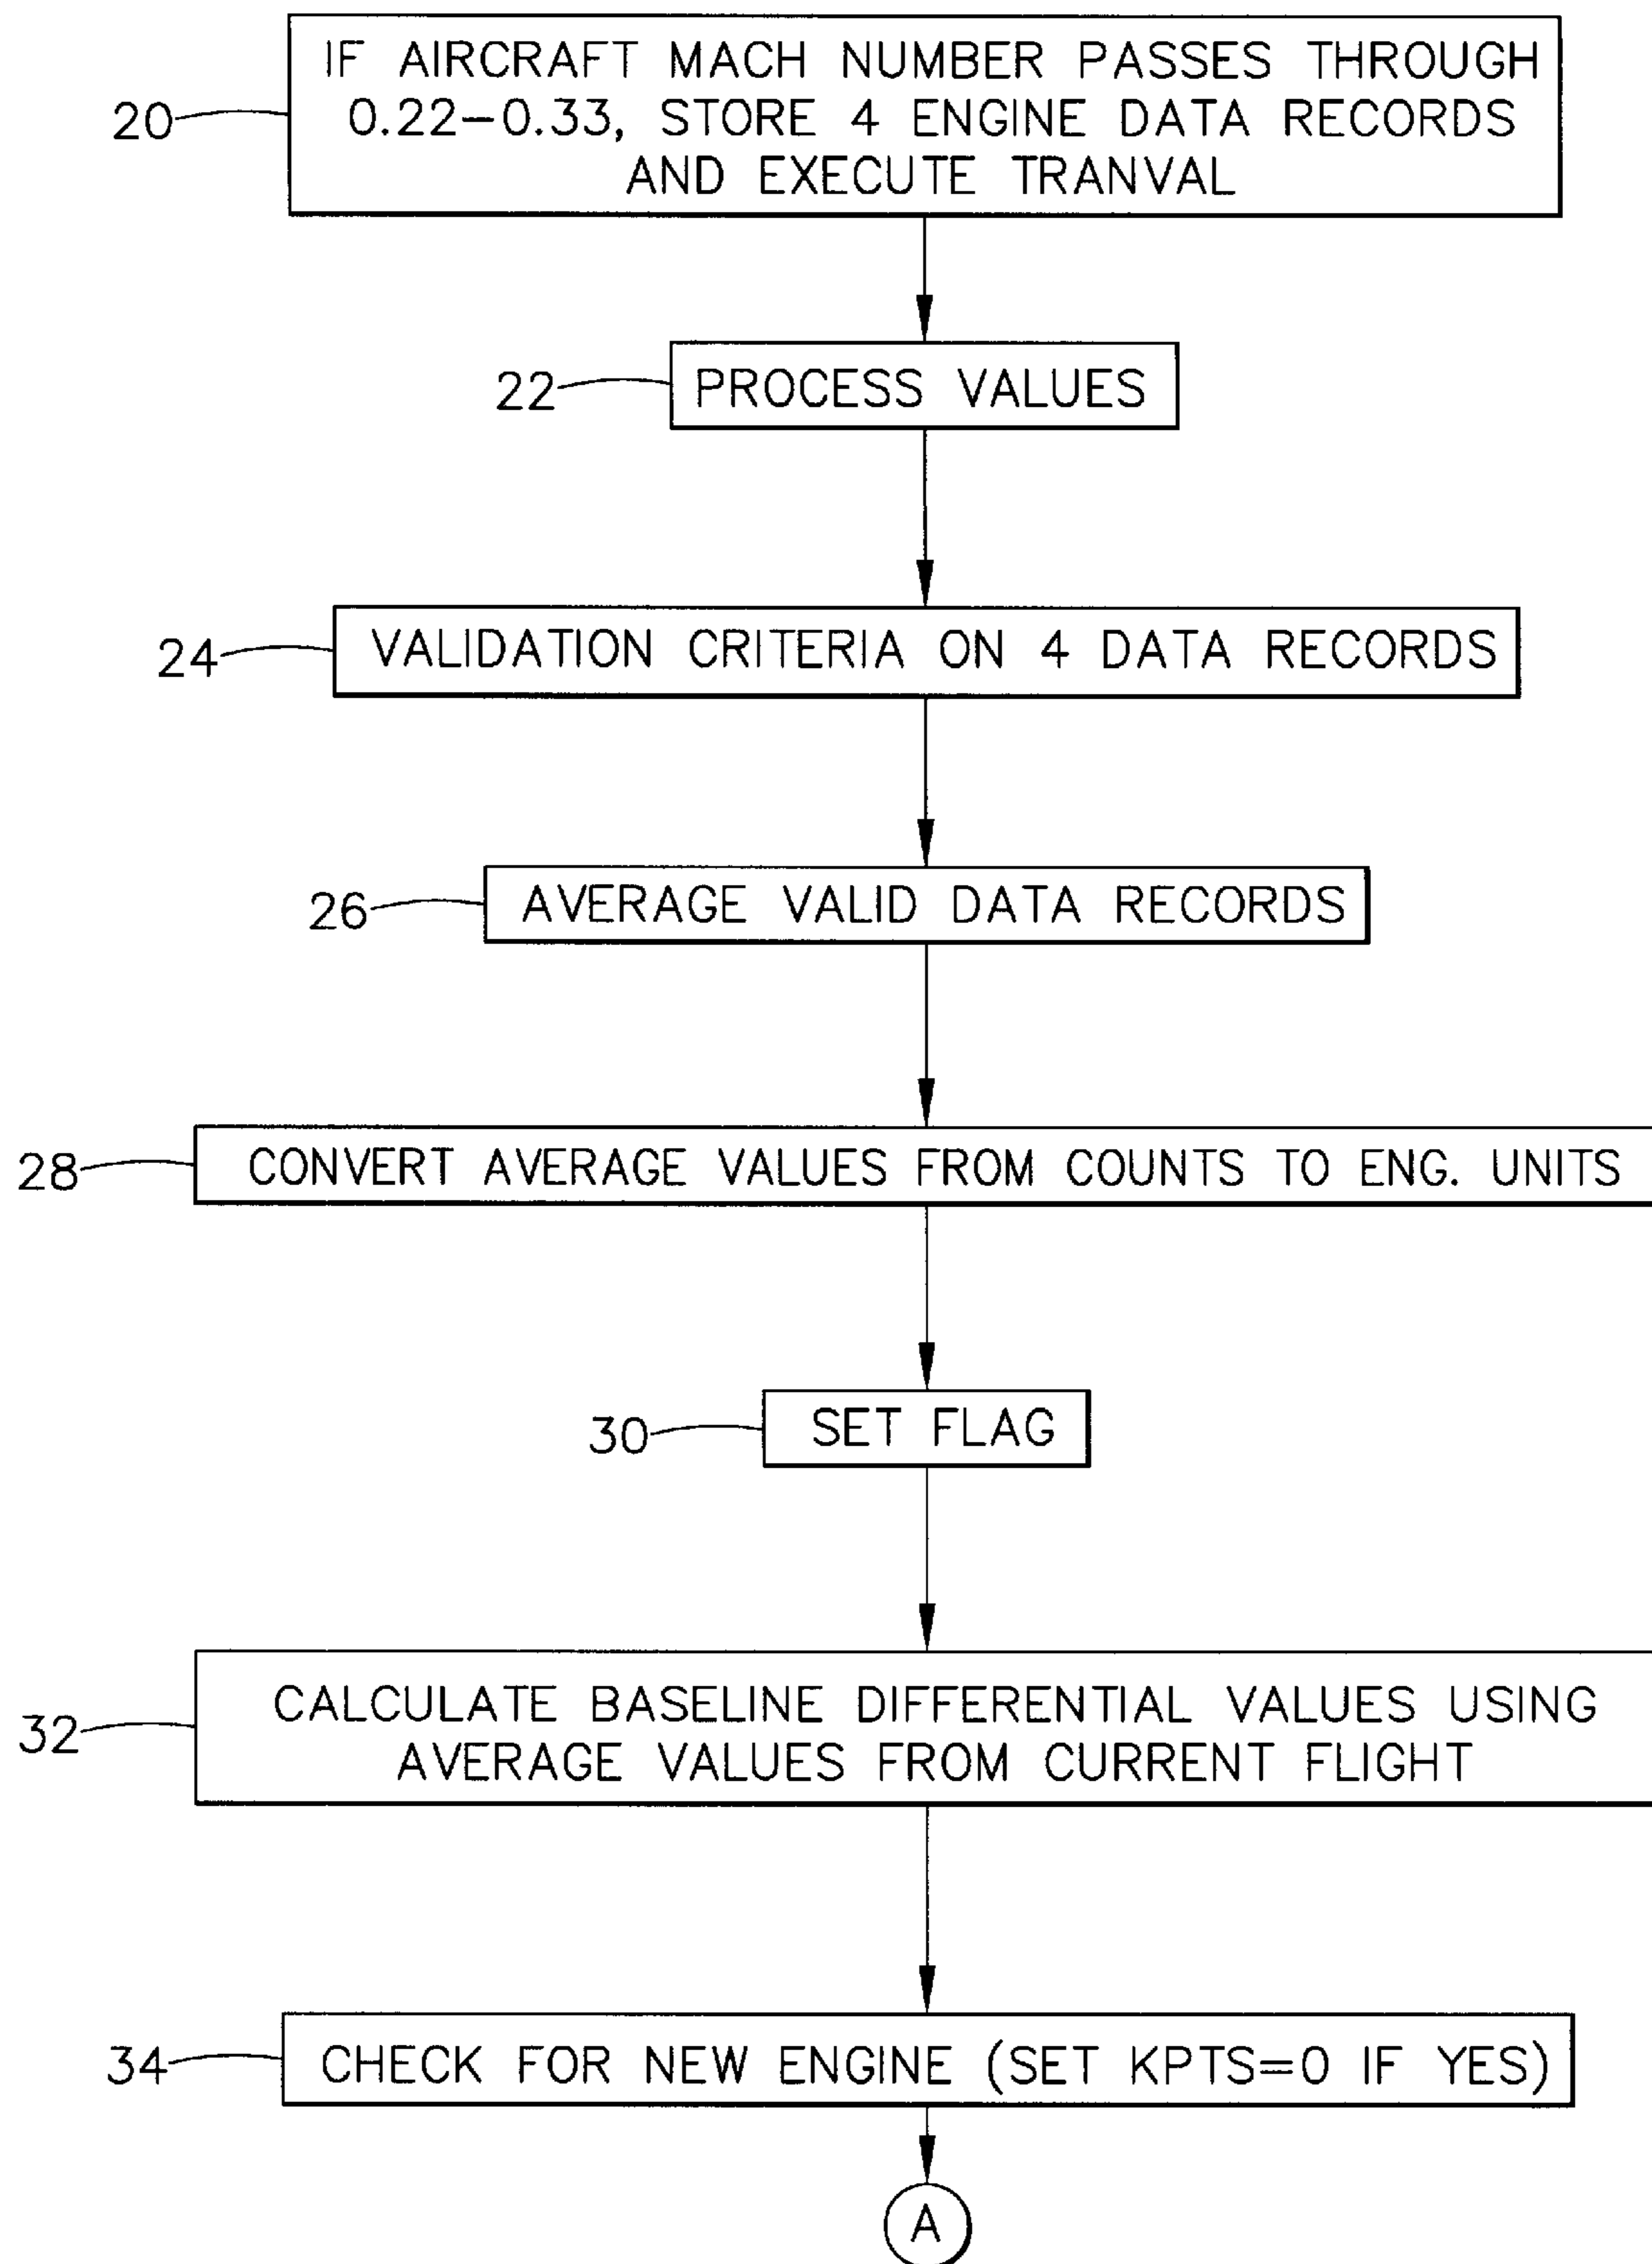 20
IF AIRCRAFT MACH NUMBER PASSES THROUGH
0.22-0.33, STORE 4 ENGINE DATA RECORDS
AND EXECUTE TRANVAL
22
PROCESS VALUES
24
VALIDATION CRITERIA ON 4 DATA RECORDS
26
AVERAGE VALID DATA RECORDS
28
CONVERT AVERAGE VALUES FROM COUNTS TO ENG. UNITS
30
SET FLAG
32
CALCULATE BASELINE DIFFERENTIAL VALUES USING
AVERAGE VALUES FROM CURRENT FLIGHT
34
CHECK FOR NEW ENGINE (SET KPTS=0 IF YES)
A